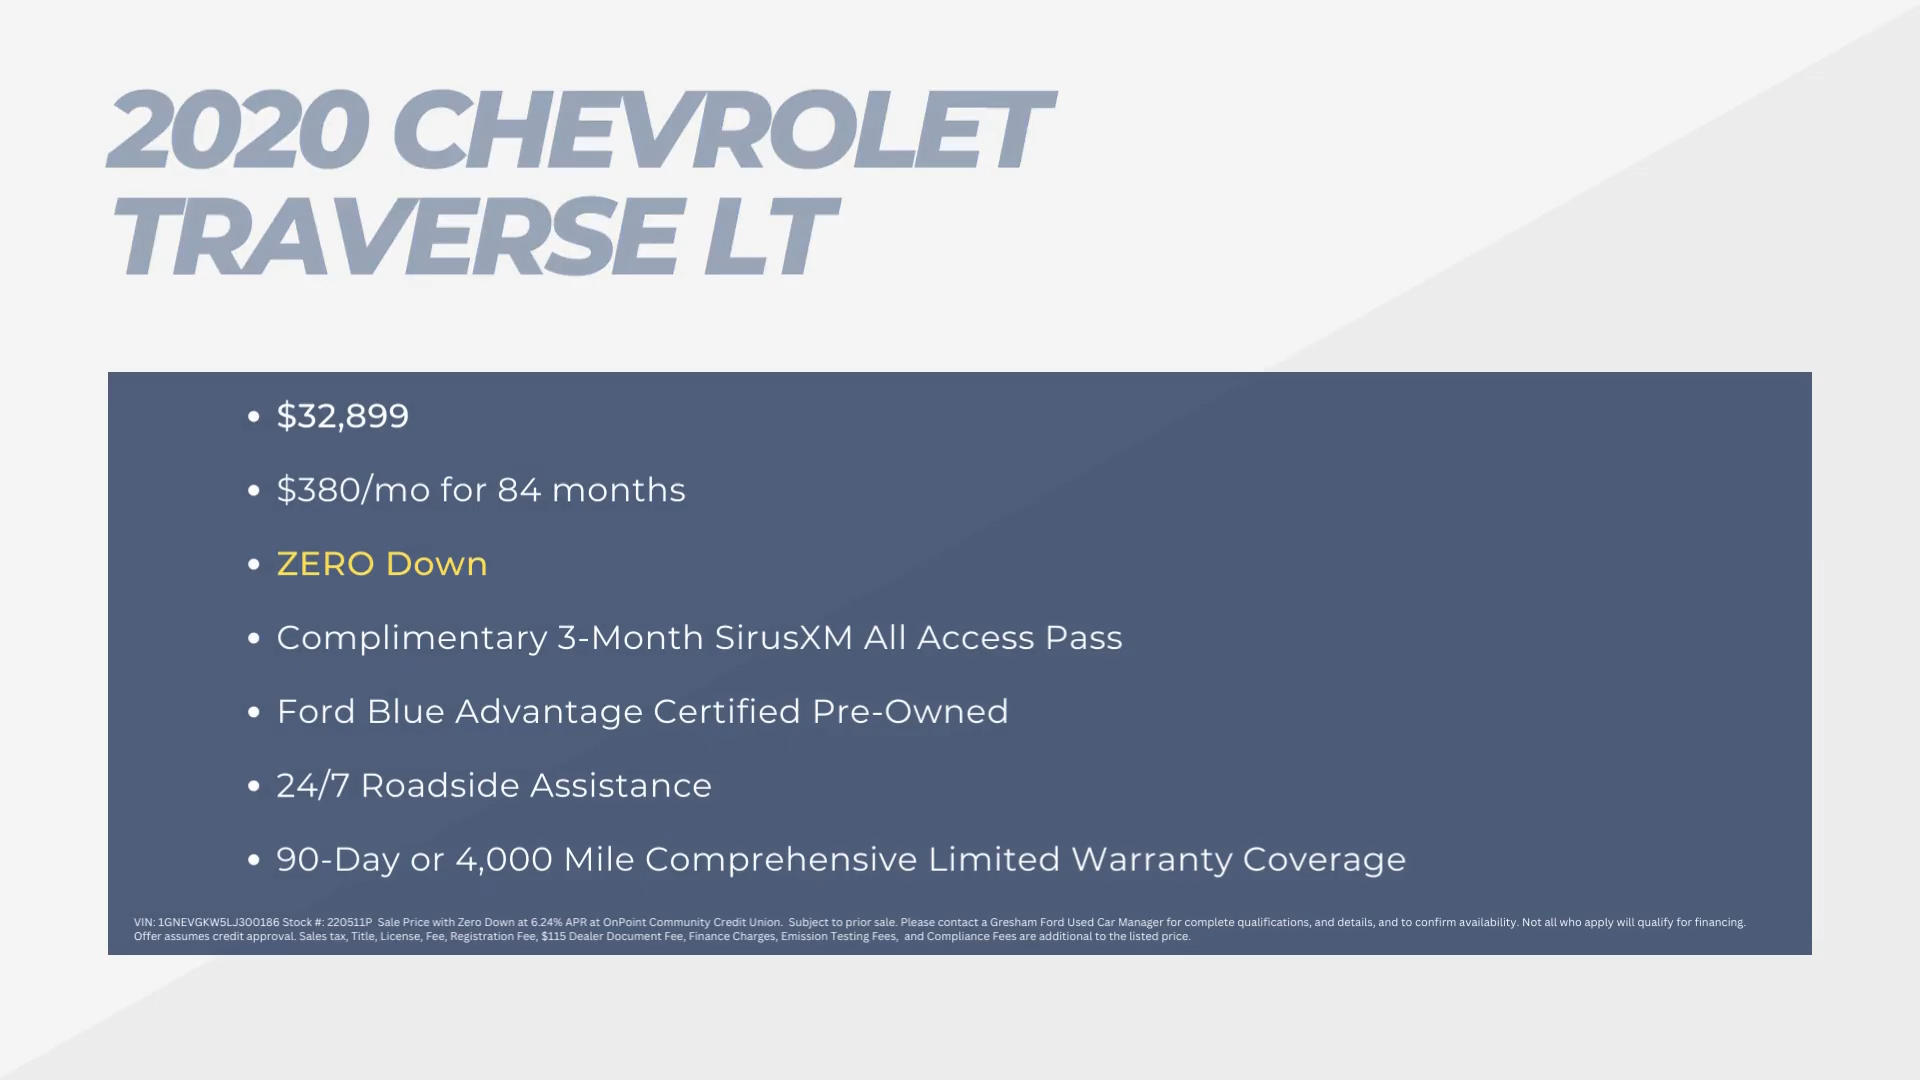 2020 CHEVROLET
TRAVERSE LT
• $32,899
• $380/mo for 84 months
• ZERO Down
• Complimentary 3-Month SirusXM All Access Pass
• Ford Blue Advantage Certified Pre-Owned
• 24/7 Roadside Assistance
• 90-Day or 4,000 Mile Comprehensive Limited Warranty Coverage
VIN: 1GNEVGKW5LJ300186 Stock #: 220511P  Sale Price with Zero Down at 6.24% APR at OnPoint Community Credit Union.  Subject to prior sale. Please contact a Gresham Ford Used Car Manager for complete qualifications, and details, and to confirm availability. Not all who apply will qualify for financing.
Offer assumes credit approval. Sales tax, Title, License, Fee, Registration Fee, $115 Dealer Document Fee, Finance Charges, Emission Testing Fees,  and Compliance Fees are additional to the listed price.